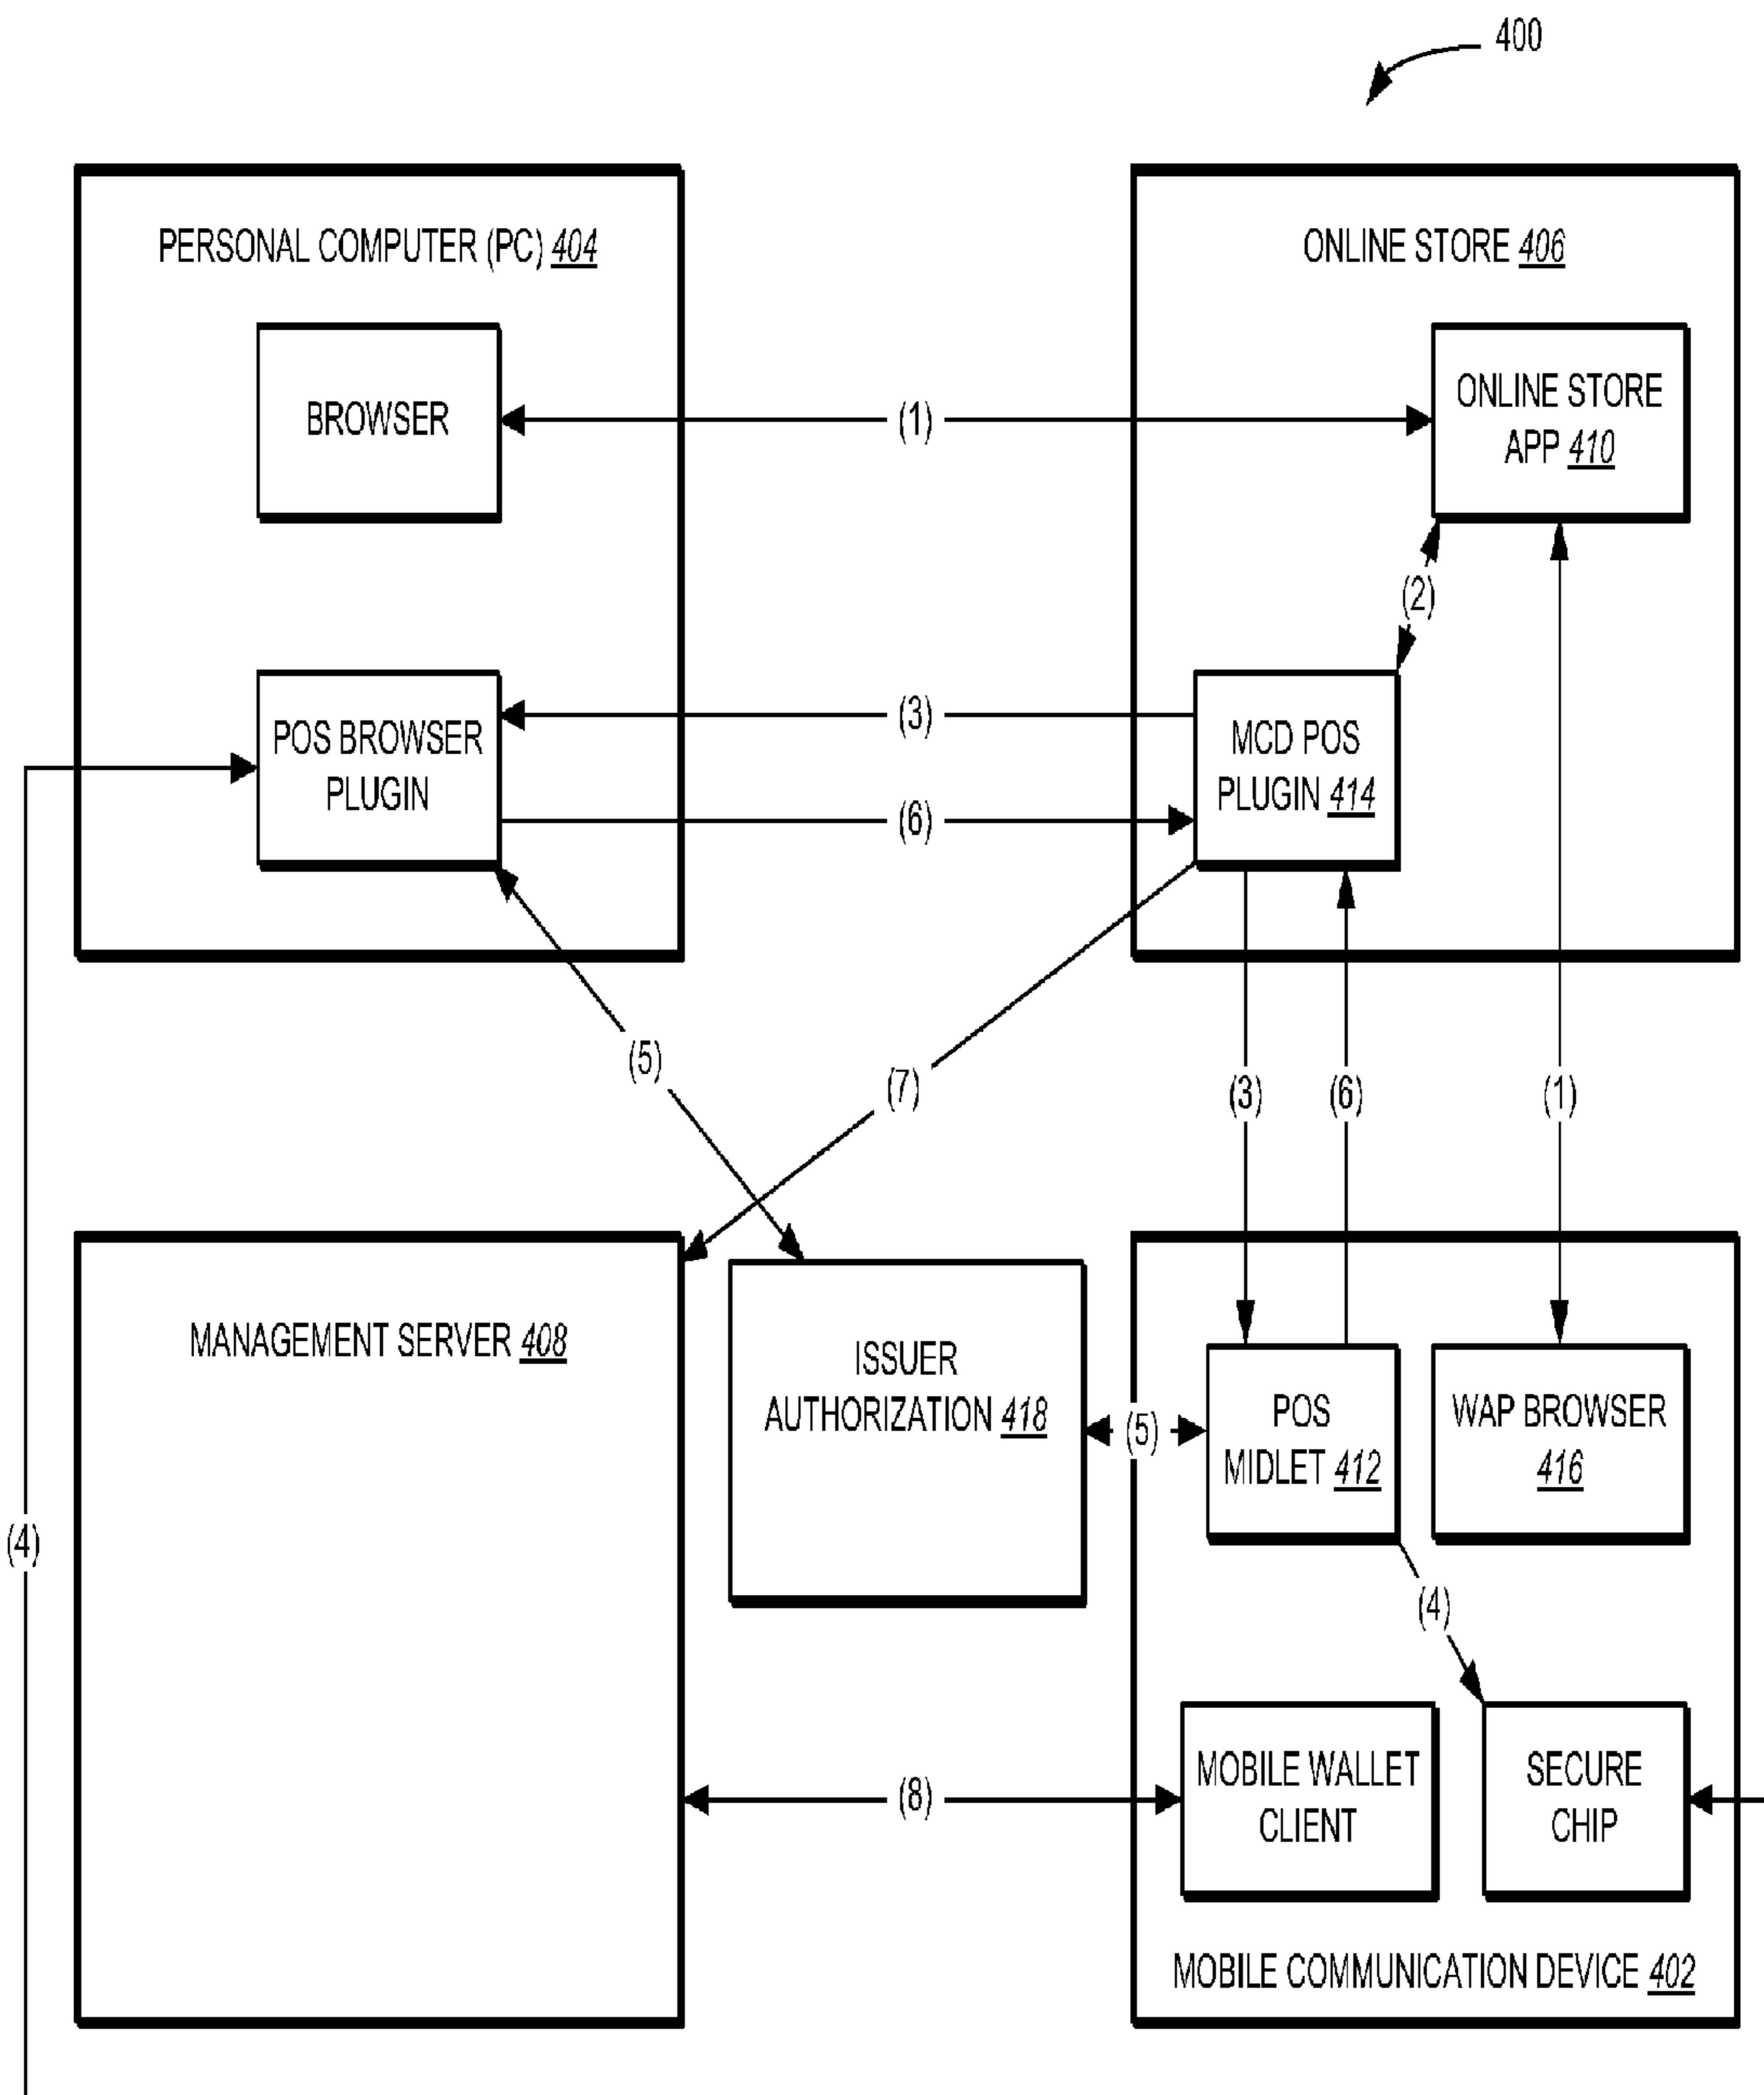 400
PERSONAL COMPUTER (PC) 404
ONLINE STORE 406
BROWSER
(1)
ONLINE STORE
APP 410
(2)
POS BROWSER
PLUGIN
(3)
(6)
MCD POS
PLUGIN 414
(5)
(7)
(3)
(6)
(1)
MANAGEMENT SERVER 408
ISSUER
AUTHORIZATION 418
(5)
POS
MIDLET 412
WAP BROWSER
416
(4)
(4)
(8)
MOBILE WALLET
CLIENT
SECURE
CHIP
MOBILE COMMUNICATION DEVICE 402